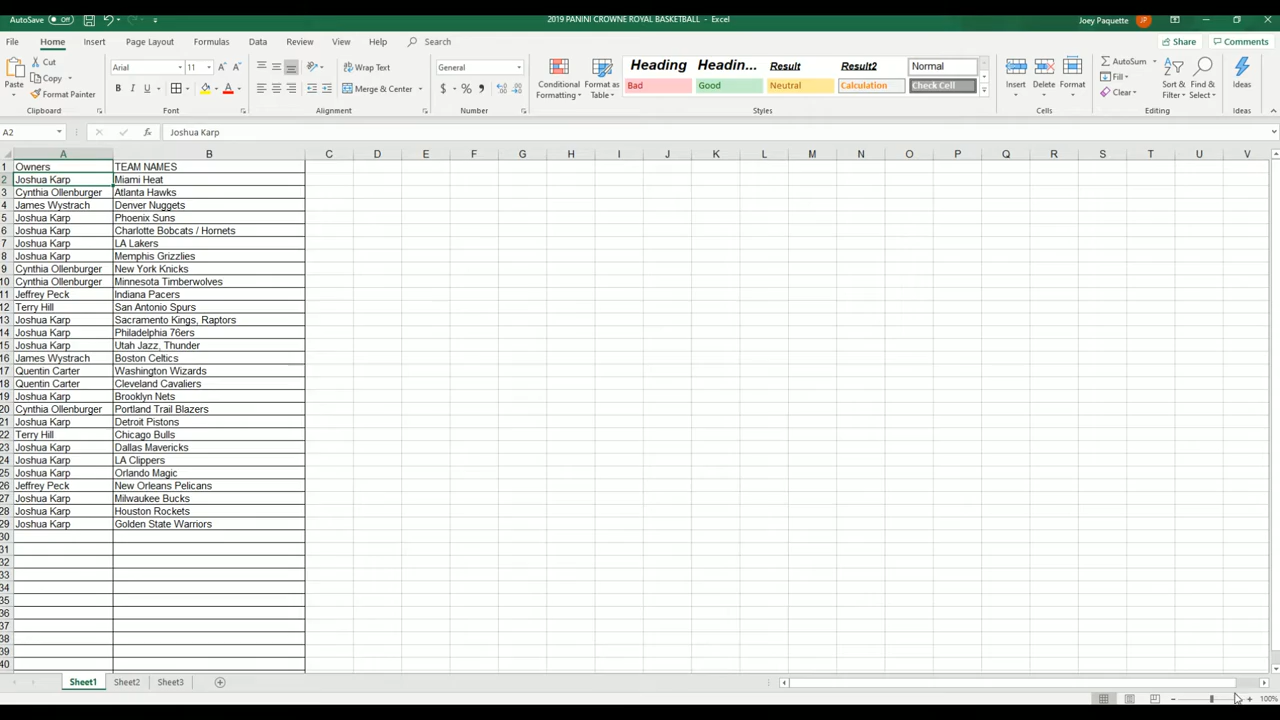 AutoSave Off 2019 PANINI CROWNE ROYAL BASKETBALL - Excel Joey Paquette JP
File Home Insert Page Layout Formulas Data Review View Help Search Share Comments
Paste Cut Copy Format Painter Clipboard
Arial 11 A A B I U A Font
Wrap Text Merge & Center Alignment
General $ % , Number
Conditional Formatting Format as Table
Heading Headin... Result Result2 Normal
Bad Good Neutral Calculation Check Cell
Styles
Insert Delete Format Cells
AutoSum Fill Clear Sort & Filter Find & Select Editing
Ideas Ideas
A2 fx Joshua Karp
A B C D E F G H I J K L M N O P Q R S T U V
1 Owners TEAM NAMES
2 Joshua Karp Miami Heat
3 Cynthia Ollenburger Atlanta Hawks
4 James Wystrach Denver Nuggets
5 Joshua Karp Phoenix Suns
6 Joshua Karp Charlotte Bobcats / Hornets
7 Joshua Karp LA Lakers
8 Joshua Karp Memphis Grizzlies
9 Cynthia Ollenburger New York Knicks
10 Cynthia Ollenburger Minnesota Timberwolves
11 Jeffrey Peck Indiana Pacers
12 Terry Hill San Antonio Spurs
13 Joshua Karp Sacramento Kings, Raptors
14 Joshua Karp Philadelphia 76ers
15 Joshua Karp Utah Jazz, Thunder
16 James Wystrach Boston Celtics
17 Quentin Carter Washington Wizards
18 Quentin Carter Cleveland Cavaliers
19 Joshua Karp Brooklyn Nets
20 Cynthia Ollenburger Portland Trail Blazers
21 Joshua Karp Detroit Pistons
22 Terry Hill Chicago Bulls
23 Joshua Karp Dallas Mavericks
24 Joshua Karp LA Clippers
25 Joshua Karp Orlando Magic
26 Jeffrey Peck New Orleans Pelicans
27 Joshua Karp Milwaukee Bucks
28 Joshua Karp Houston Rockets
29 Joshua Karp Golden State Warriors
30
31
32
33
34
35
36
37
38
39
40
Sheet1 Sheet2 Sheet3
100%